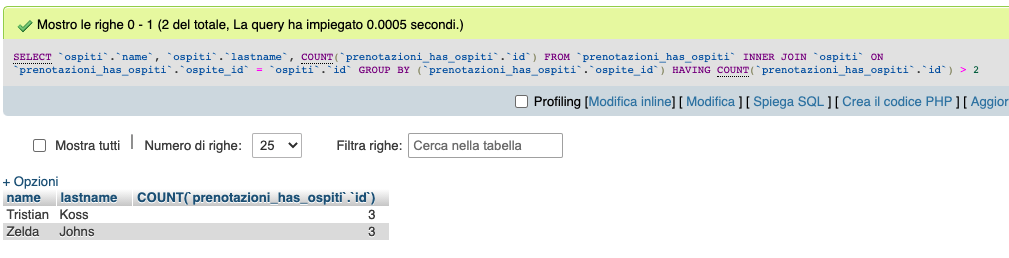 Mostro le righe 0 - 1 (2 del totale, La query ha impiegato 0.0005 secondi.)
SELECT `ospiti`.`name`, `ospiti`.`lastname`, COUNT(`prenotazioni_has_ospiti`.`id`) FROM `prenotazioni_has_ospiti` INNER JOIN `ospiti` ON
`prenotazioni_has_ospiti`.`ospite_id` = `ospiti`.`id` GROUP BY (`prenotazioni_has_ospiti`.`ospite_id`) HAVING COUNT(`prenotazioni_has_ospiti`.`id`) > 2
Profiling [Modifica inline] [ Modifica ] [ Spiega SQL ] [ Crea il codice PHP ] [ Aggior
Mostra tutti | Numero di righe: 25 Filtra righe: Cerca nella tabella
+ Opzioni
name lastname COUNT(`prenotazioni_has_ospiti`.`id`)
Tristian Koss 3
Zelda Johns 3